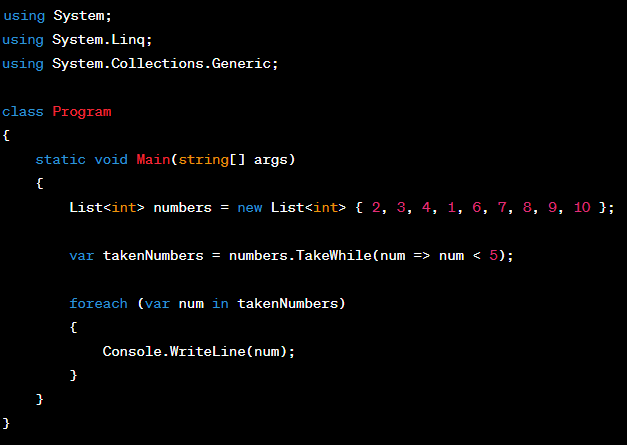 using System;
using System.Linq;
using System.Collections.Generic;

class Program
{
    static void Main(string[] args)
    {
        List<int> numbers = new List<int> { 2, 3, 4, 1, 6, 7, 8, 9, 10 };

        var takenNumbers = numbers.TakeWhile(num => num < 5);

        foreach (var num in takenNumbers)
        {
            Console.WriteLine(num);
        }
    }
}